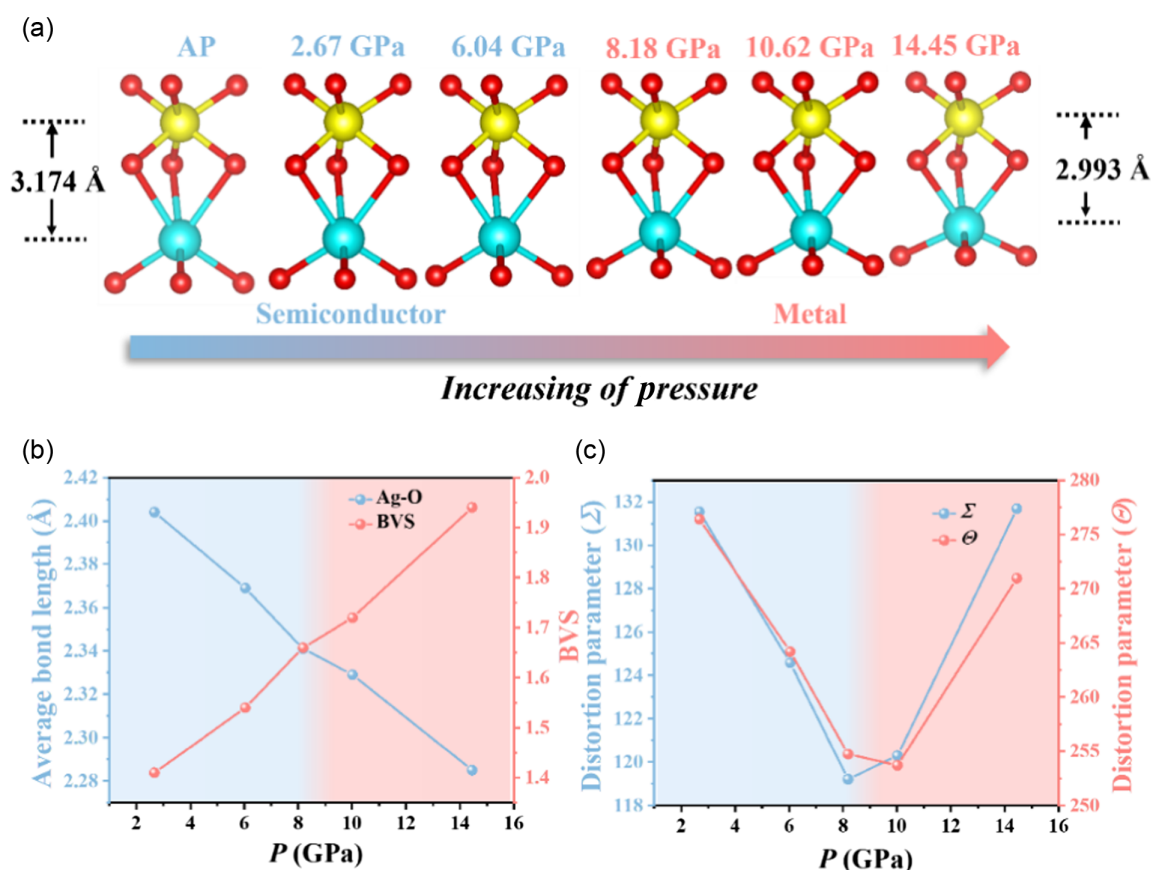 (a)
AP 2.67 GPa 6.04 GPa 8.18 GPa 10.62 GPa 14.45 GPa
3.174 Å
2.993 Å
Semiconductor Metal
Increasing of pressure
(b)
Average bond length (Å)
2.42
2.40
2.38
2.36
2.34
2.32
2.30
2.28
Ag-O
BVS
2.0
1.9
1.8
1.7
1.6
1.5
1.4
BVS
2 4 6 8 10 12 14 16
P (GPa)
(c)
Distortion parameter (Σ)
132
130
128
126
124
122
120
118
Σ
Θ
280
275
270
265
260
255
250
Distortion parameter (Θ)
2 4 6 8 10 12 14 16
P (GPa)